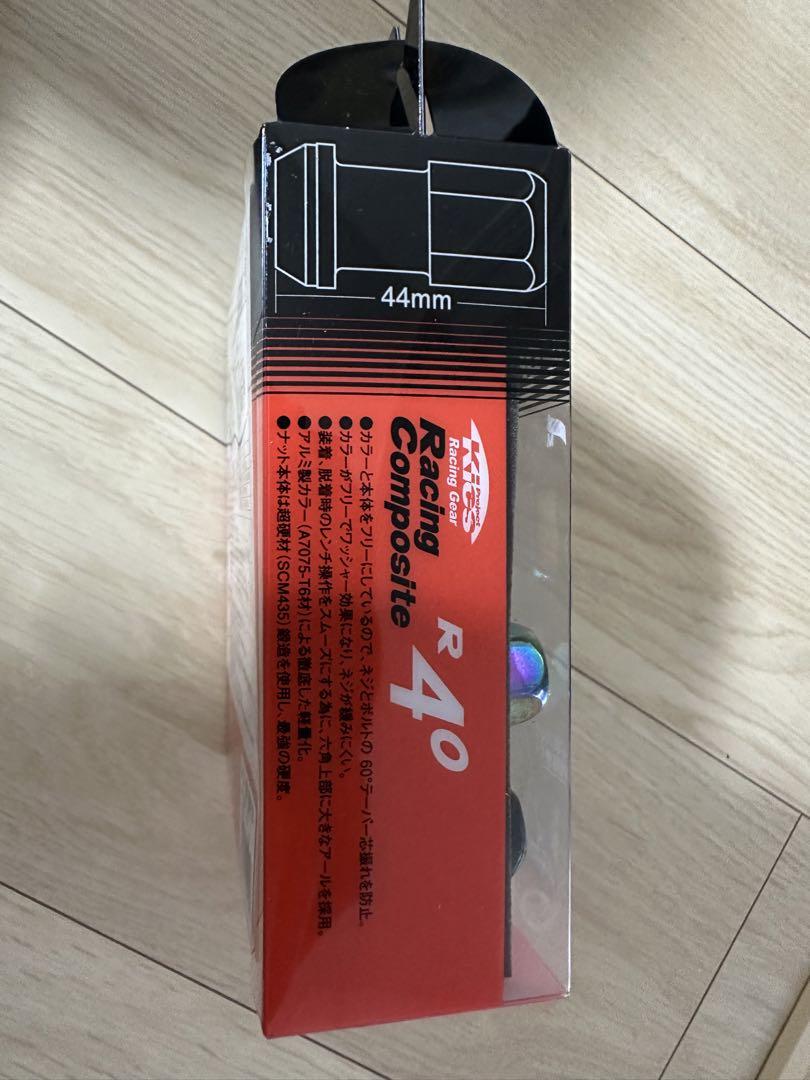 44mm
Project
Kics
Racing Gear
Racing
Composite
R40
●カラーと本体をフリーにしているので、ネジとボルトの 60°テーパー芯振れを防止。
●カラーがフリーでワッシャー効果になり、ネジが緩みにくい。
●装着、脱着時のレンチ操作をスムーズにする為に、六角上部に大きなアールを採用。
●アルミ製カラー(A7075-T6材)による徹底した軽量化。
●ナット本体は超硬材(SCM435)鍛造を使用し、最強の硬度。